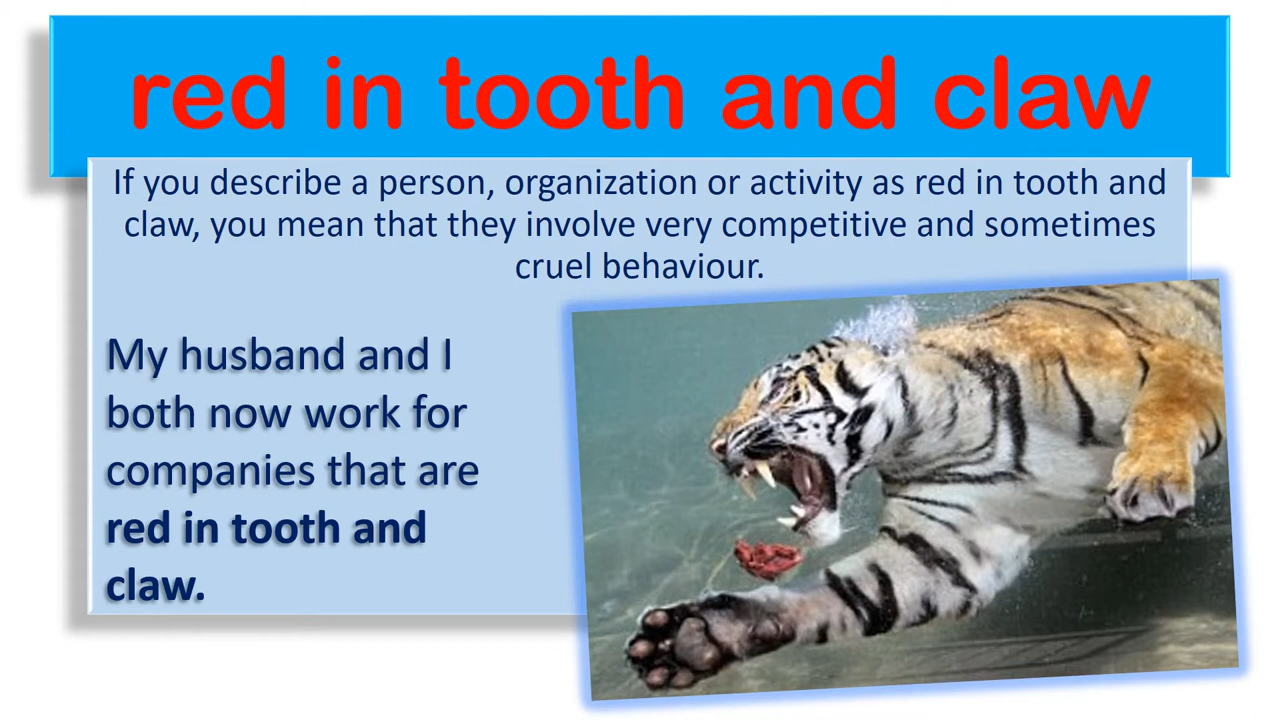 red in tooth and claw
If you describe a person, organization or activity as red in tooth and
claw, you mean that they involve very competitive and sometimes
cruel behaviour.
My husband and I
both now work for
companies that are
red in tooth and
claw.